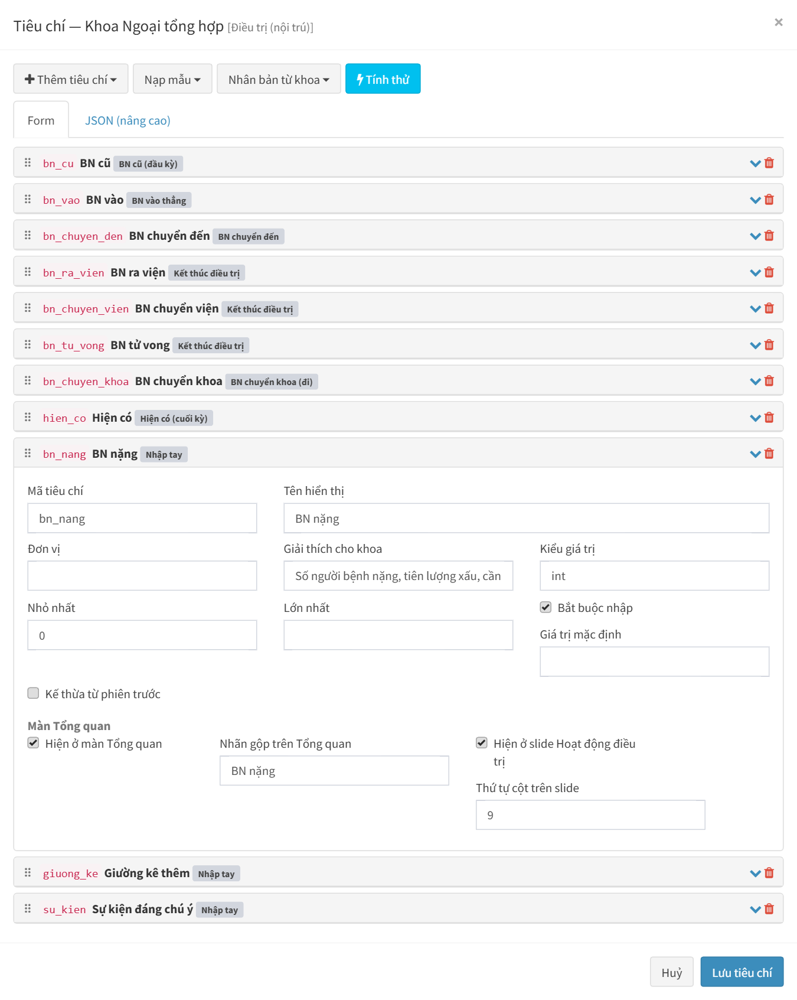 Tiêu chí — Khoa Ngoại tổng hợp [Điều trị (nội trú)]
×
Thêm tiêu chí
Nạp mẫu
Nhân bản từ khoa
Tính thử
Form
JSON (nâng cao)
bn_cu BN cũ BN cũ (đầu kỳ)
bn_vao BN vào BN vào thẳng
bn_chuyen_den BN chuyển đến BN chuyển đến
bn_ra_vien BN ra viện Kết thúc điều trị
bn_chuyen_vien BN chuyển viện Kết thúc điều trị
bn_tu_vong BN tử vong Kết thúc điều trị
bn_chuyen_khoa BN chuyển khoa BN chuyển khoa (đi)
hien_co Hiện có Hiện có (cuối kỳ)
bn_nang BN nặng Nhập tay
Mã tiêu chí
Tên hiển thị
bn_nang
BN nặng
Đơn vị
Giải thích cho khoa
Kiểu giá trị
Số người bệnh nặng, tiên lượng xấu, cần
int
Nhỏ nhất
Lớn nhất
Bắt buộc nhập
0
Giá trị mặc định
Kế thừa từ phiên trước
Màn Tổng quan
Hiện ở màn Tổng quan
Nhãn gộp trên Tổng quan
Hiện ở slide Hoạt động điều
trị
BN nặng
Thứ tự cột trên slide
9
giuong_ke Giường kê thêm Nhập tay
su_kien Sự kiện đáng chú ý Nhập tay
Huỷ
Lưu tiêu chí